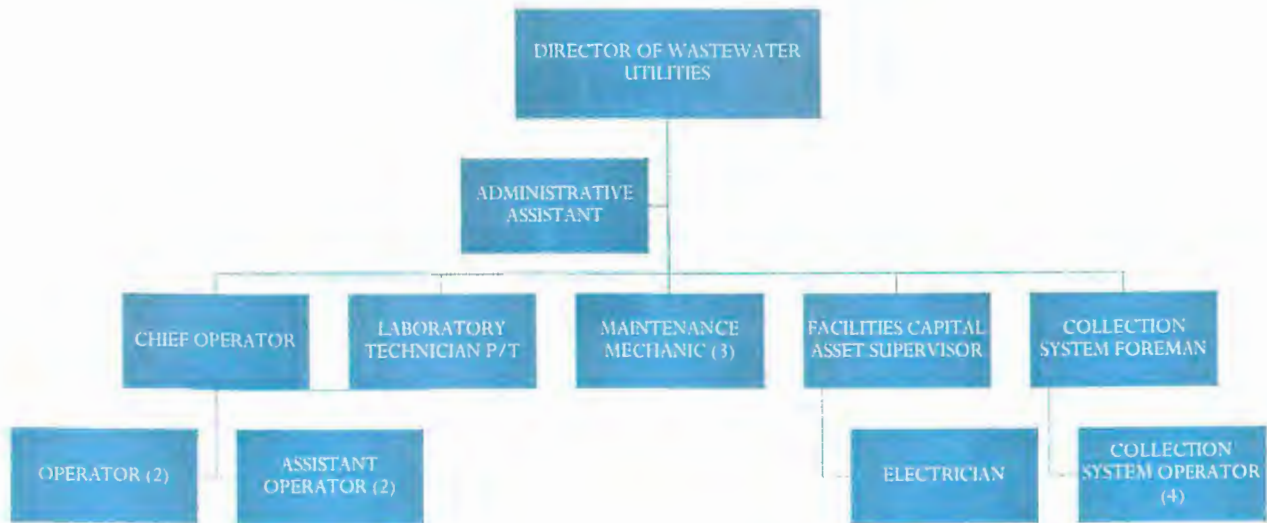 DIRECTOR OF WASTEWATER
UTILITIES
ADMINISTRATIVE
ASSISTANT
CHIEF OPERATOR
LABORATORY
TECHNICIAN P/T
MAINTENANCE
MECHANIC (3)
FACILITIES CAPITAL
ASSET SUPERVISOR
COLLECTION
SYSTEM FOREMAN
OPERATOR (2)
ASSISTANT
OPERATOR (2)
ELECTRICIAN
COLLECTION
SYSTEM OPERATOR
(4)